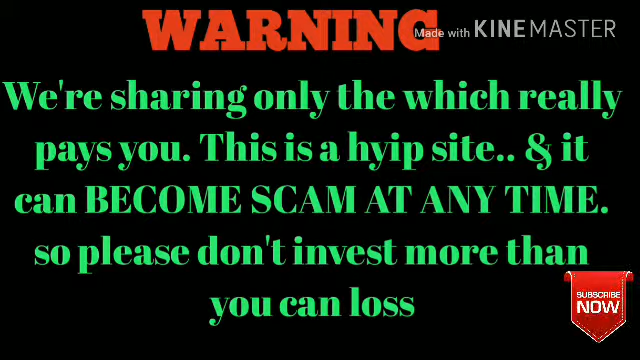 WARNING
Made with KINEMASTER
We're sharing only the which really
pays you. This is a hyip site.. & it
can BECOME SCAM AT ANY TIME.
so please don't invest more than
you can loss
SUBSCRIBE
NOW